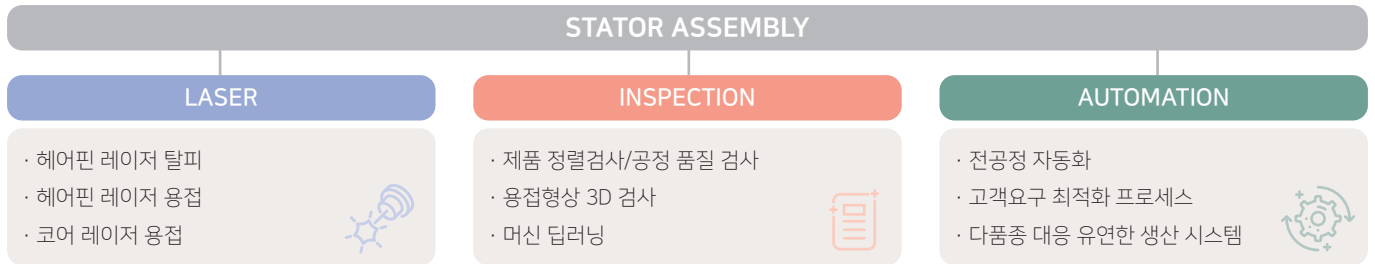 STATOR ASSEMBLY
LASER
· 헤어핀 레이저 탈피
· 헤어핀 레이저 용접
· 코어 레이저 용접
INSPECTION
· 제품 정렬검사/공정 품질 검사
· 용접형상 3D 검사
· 머신 딥러닝
AUTOMATION
· 전공정 자동화
· 고객요구 최적화 프로세스
· 다품종 대응 유연한 생산 시스템